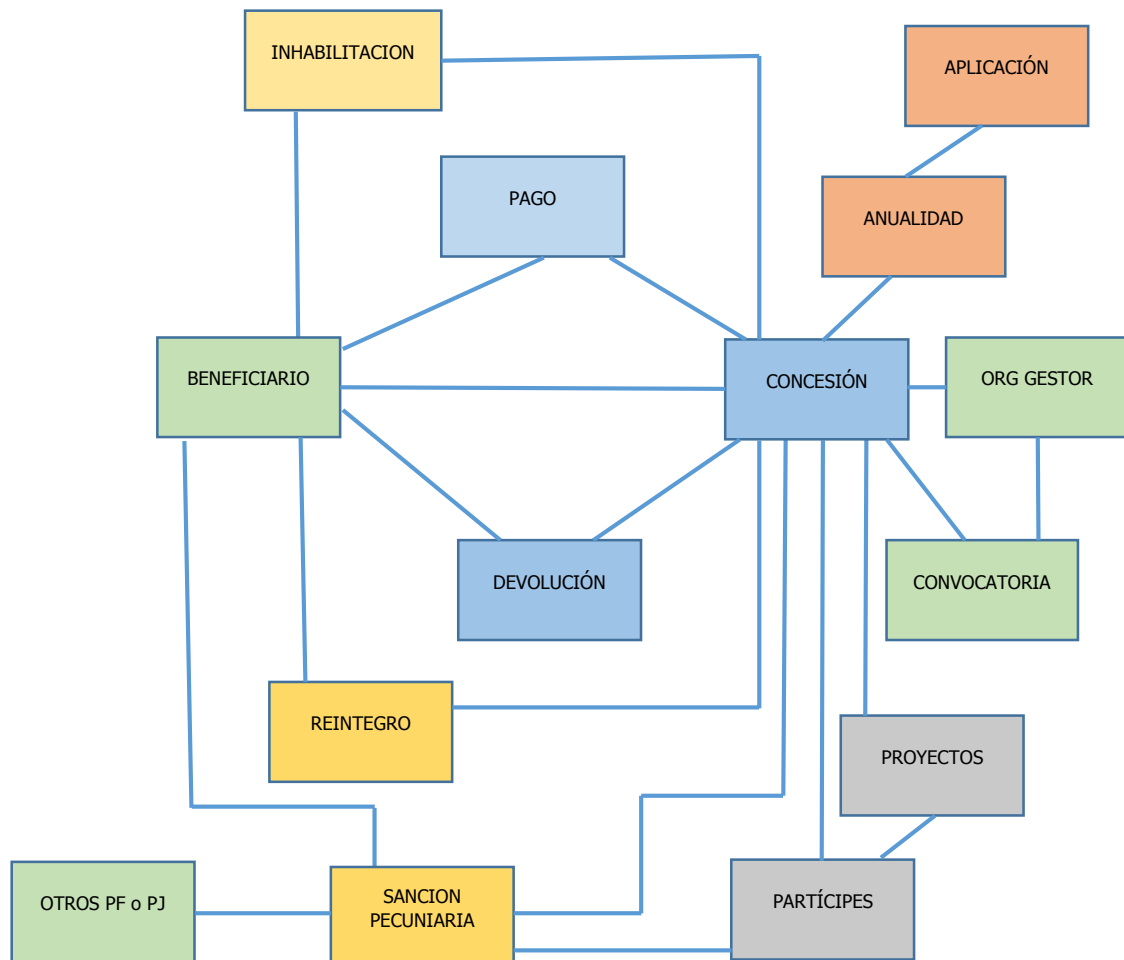 INHABILITACION
APLICACIÓN
PAGO
ANUALIDAD
BENEFICIARIO
CONCESIÓN
ORG GESTOR
DEVOLUCIÓN
CONVOCATORIA
REINTEGRO
PROYECTOS
OTROS PF o PJ
SANCION
PECUNIARIA
PARTÍCIPES